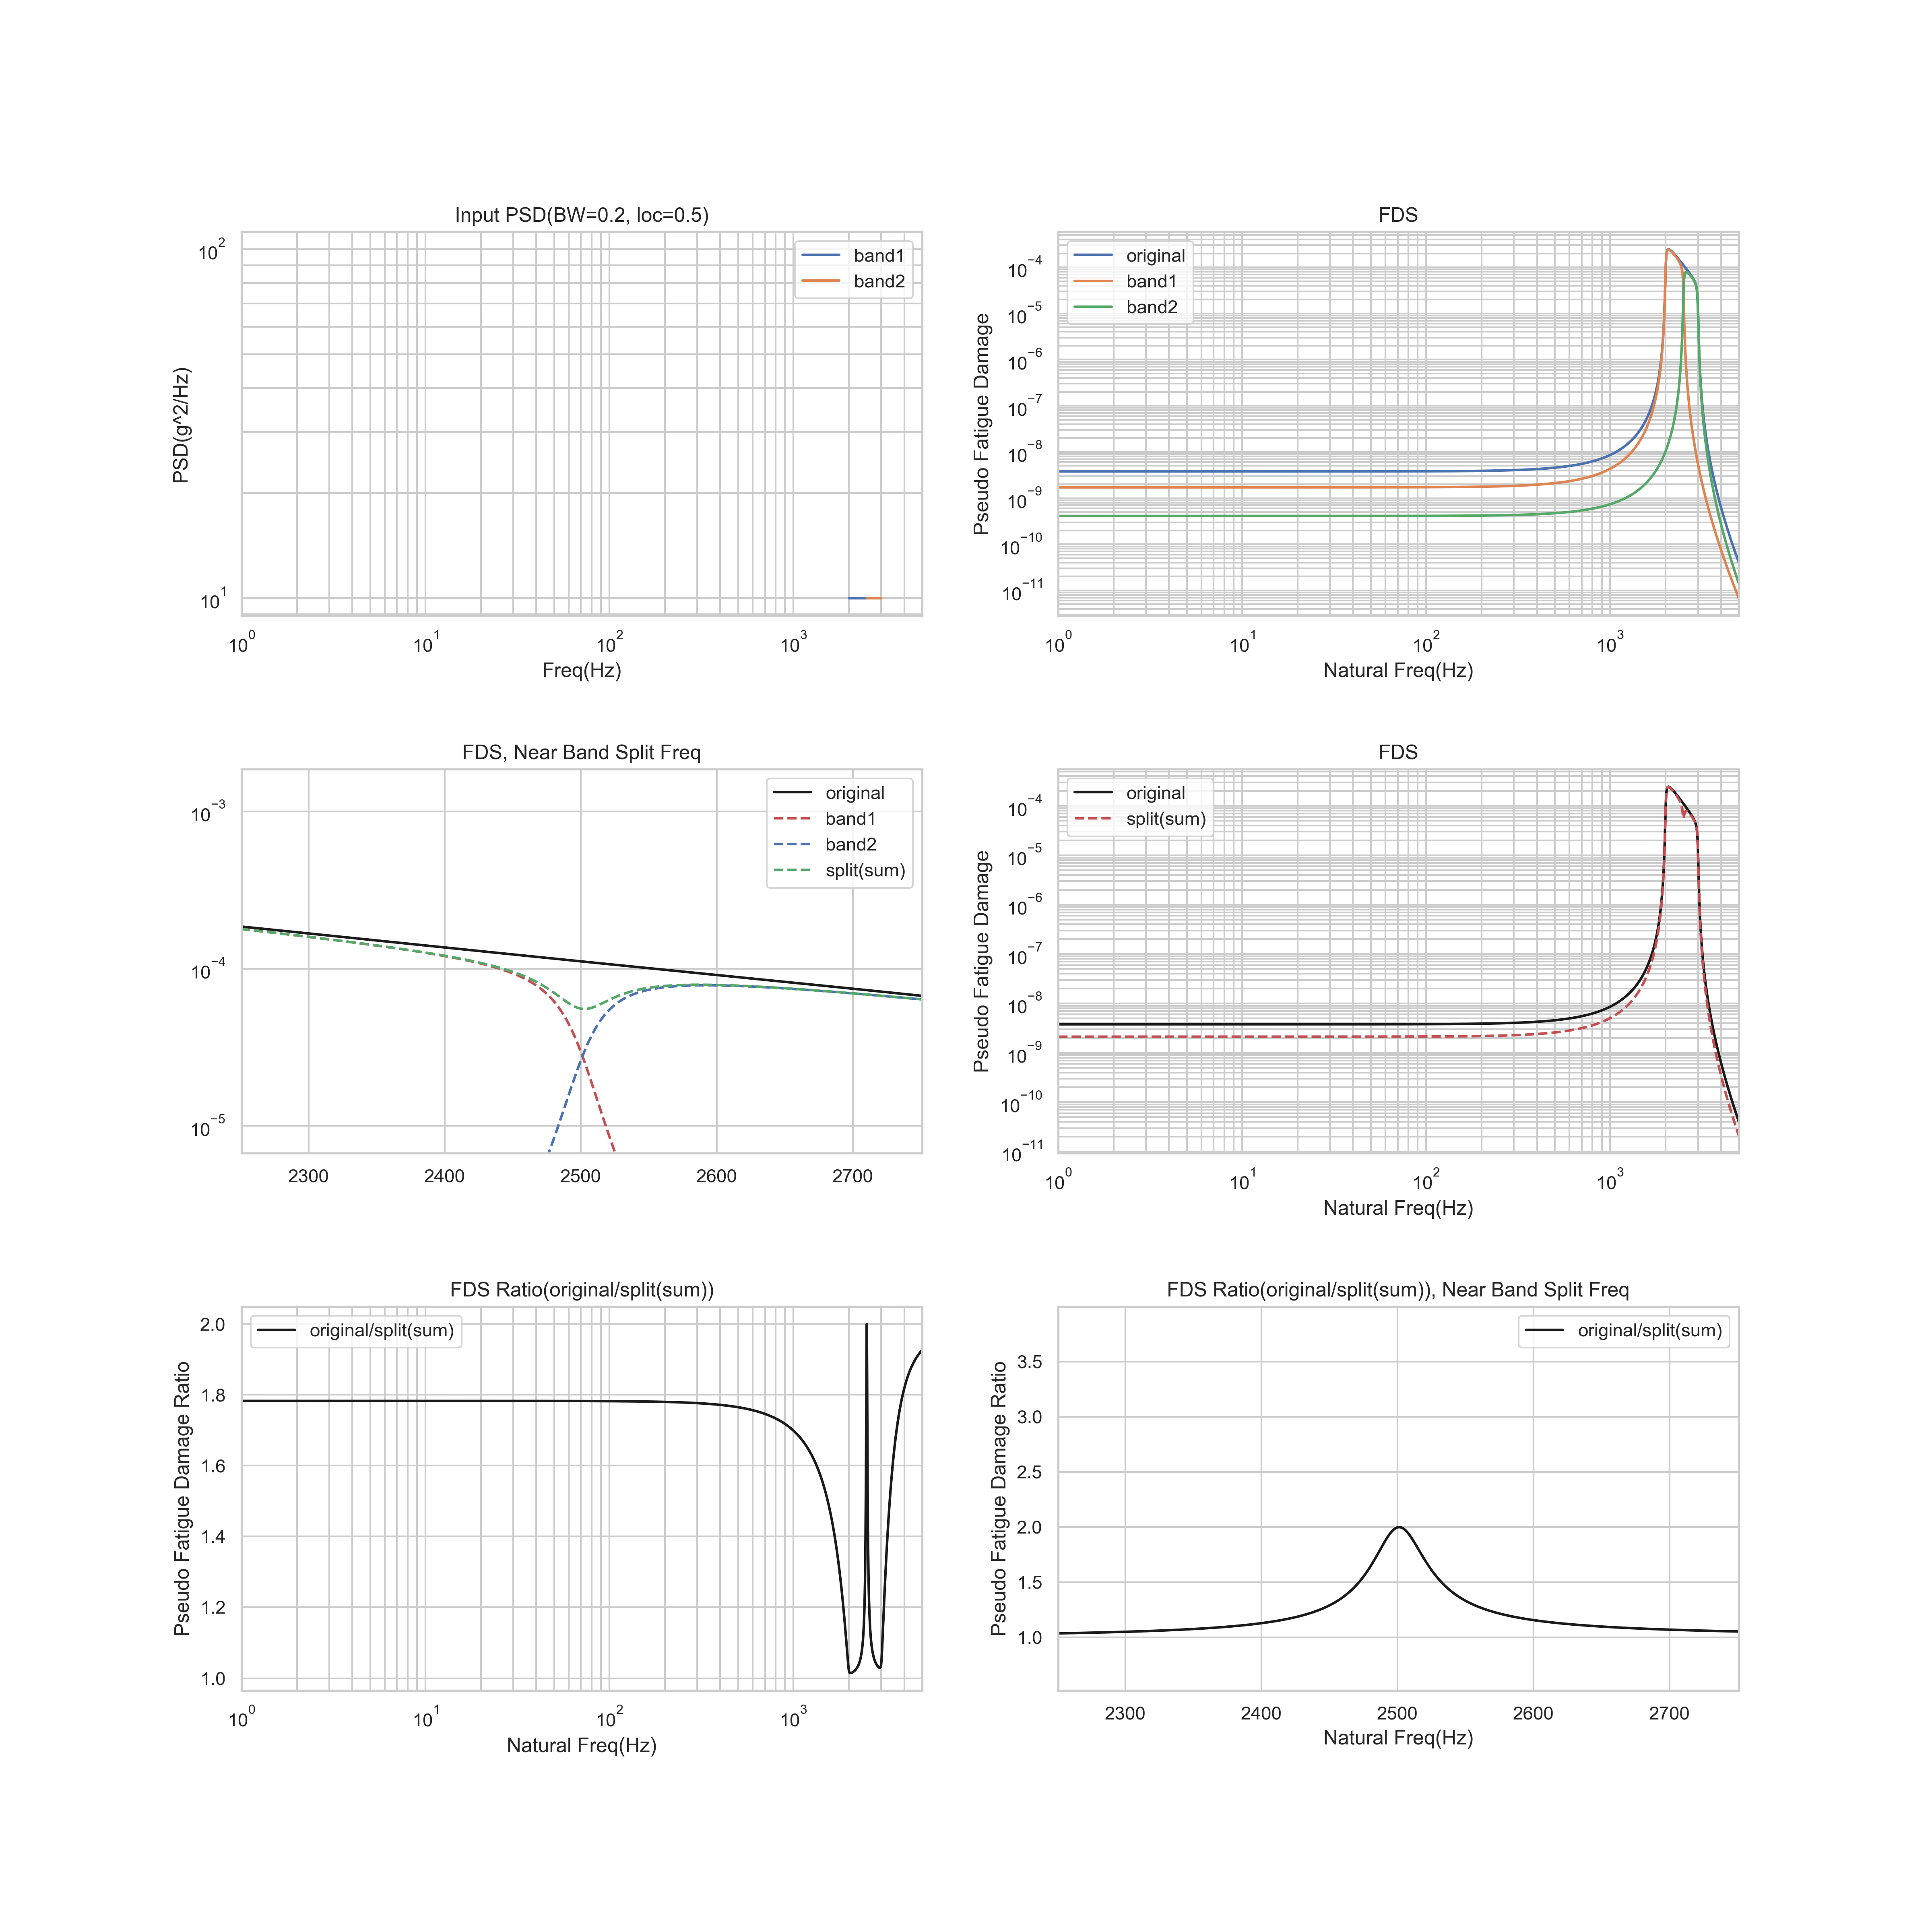 Input PSD(BW=0.2, loc=0.5)
band1
band2
10^2
10^1
PSD(g^2/Hz)
10^0 10^1 10^2 10^3
Freq(Hz)
FDS
original
band1
band2
10^−4
10^−5
10^−6
10^−7
10^−8
10^−9
10^−10
10^−11
Pseudo Fatigue Damage
10^0 10^1 10^2 10^3
Natural Freq(Hz)
FDS, Near Band Split Freq
original
band1
band2
split(sum)
10^−3
10^−4
10^−5
2300 2400 2500 2600 2700
FDS
original
split(sum)
10^−4
10^−5
10^−6
10^−7
10^−8
10^−9
10^−10
10^−11
Pseudo Fatigue Damage
10^0 10^1 10^2 10^3
Natural Freq(Hz)
FDS Ratio(original/split(sum))
original/split(sum)
2.0
1.8
1.6
1.4
1.2
1.0
Pseudo Fatigue Damage Ratio
10^0 10^1 10^2 10^3
Natural Freq(Hz)
FDS Ratio(original/split(sum)), Near Band Split Freq
original/split(sum)
3.5
3.0
2.5
2.0
1.5
1.0
Pseudo Fatigue Damage Ratio
2300 2400 2500 2600 2700
Natural Freq(Hz)